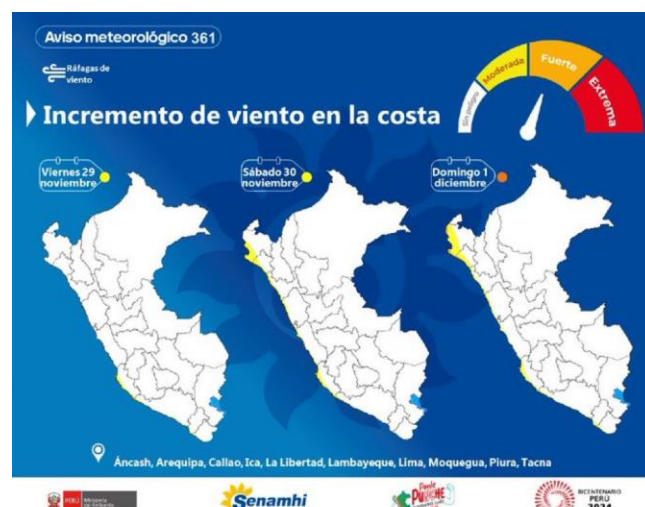 Aviso meteorológico 361
Ráfagas de
viento
Incremento de viento en la costa
Sin peligro
Moderada
Fuerte
Extrema
Viernes 29
noviembre
Sábado 30
noviembre
Domingo 1
diciembre
Áncash, Arequipa, Callao, Ica, La Libertad, Lambayeque, Lima, Moquegua, Piura, Tacna
PERÚ
Senamhi
BICENTENARIO
PERÚ
2024